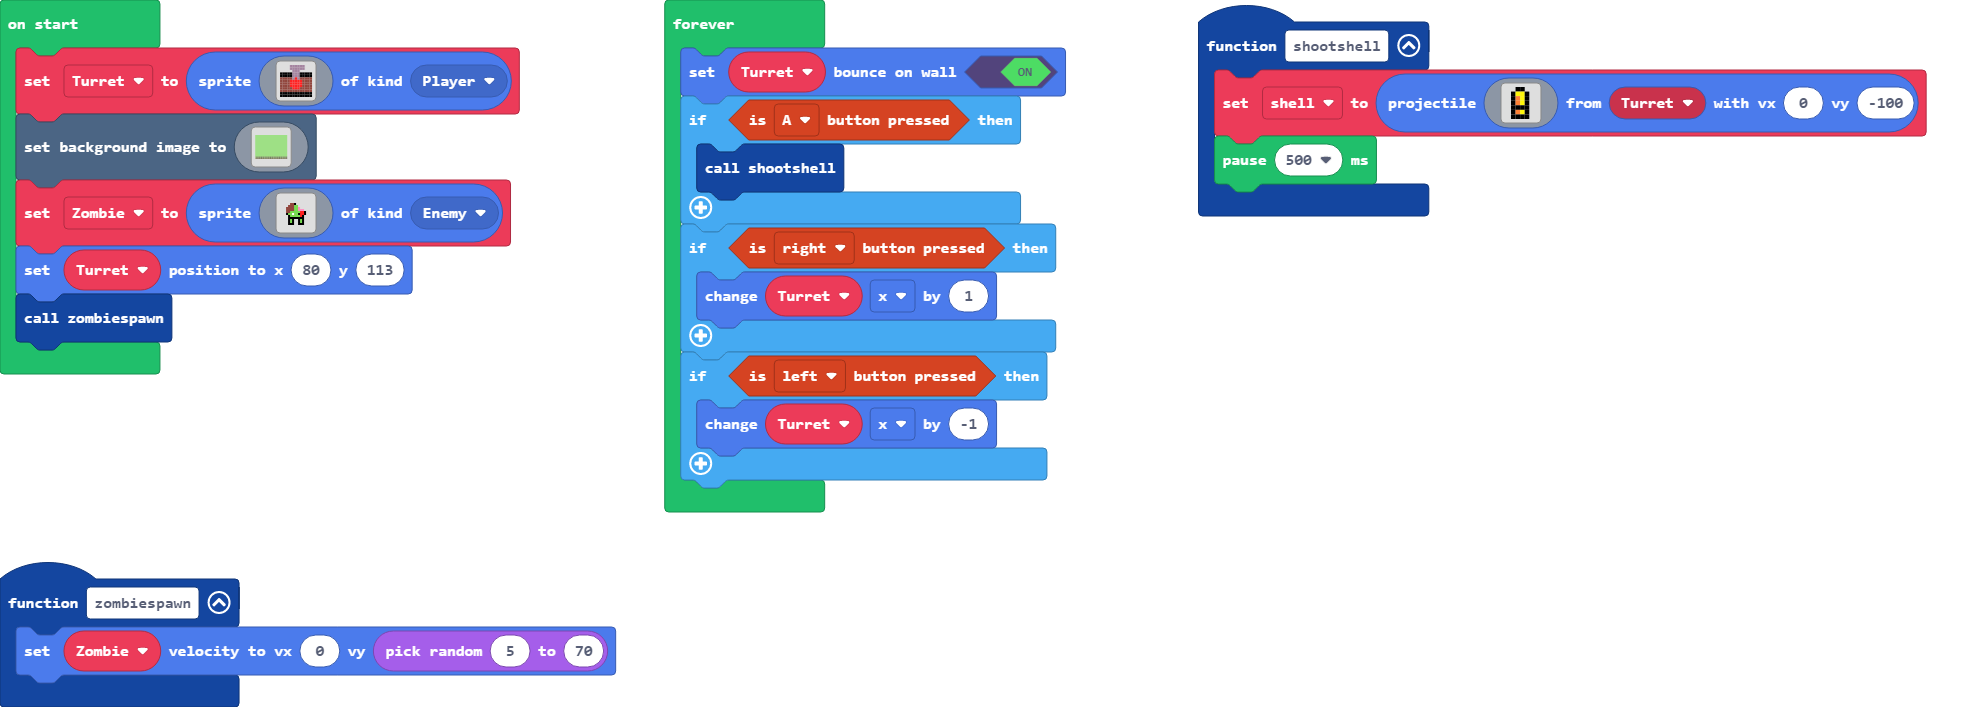 on start
set Turret to sprite of kind Player
set background image to
set Zombie to sprite of kind Enemy
set Turret position to x 80 y 113
call zombiespawn
forever
set Turret bounce on wall ON
if is A button pressed then
call shootshell
if is right button pressed then
change Turret x by 1
if is left button pressed then
change Turret x by -1
function shootshell
set shell to projectile from Turret with vx 0 vy -100
pause 500 ms
function zombiespawn
set Zombie velocity to vx 0 vy pick random 5 to 70